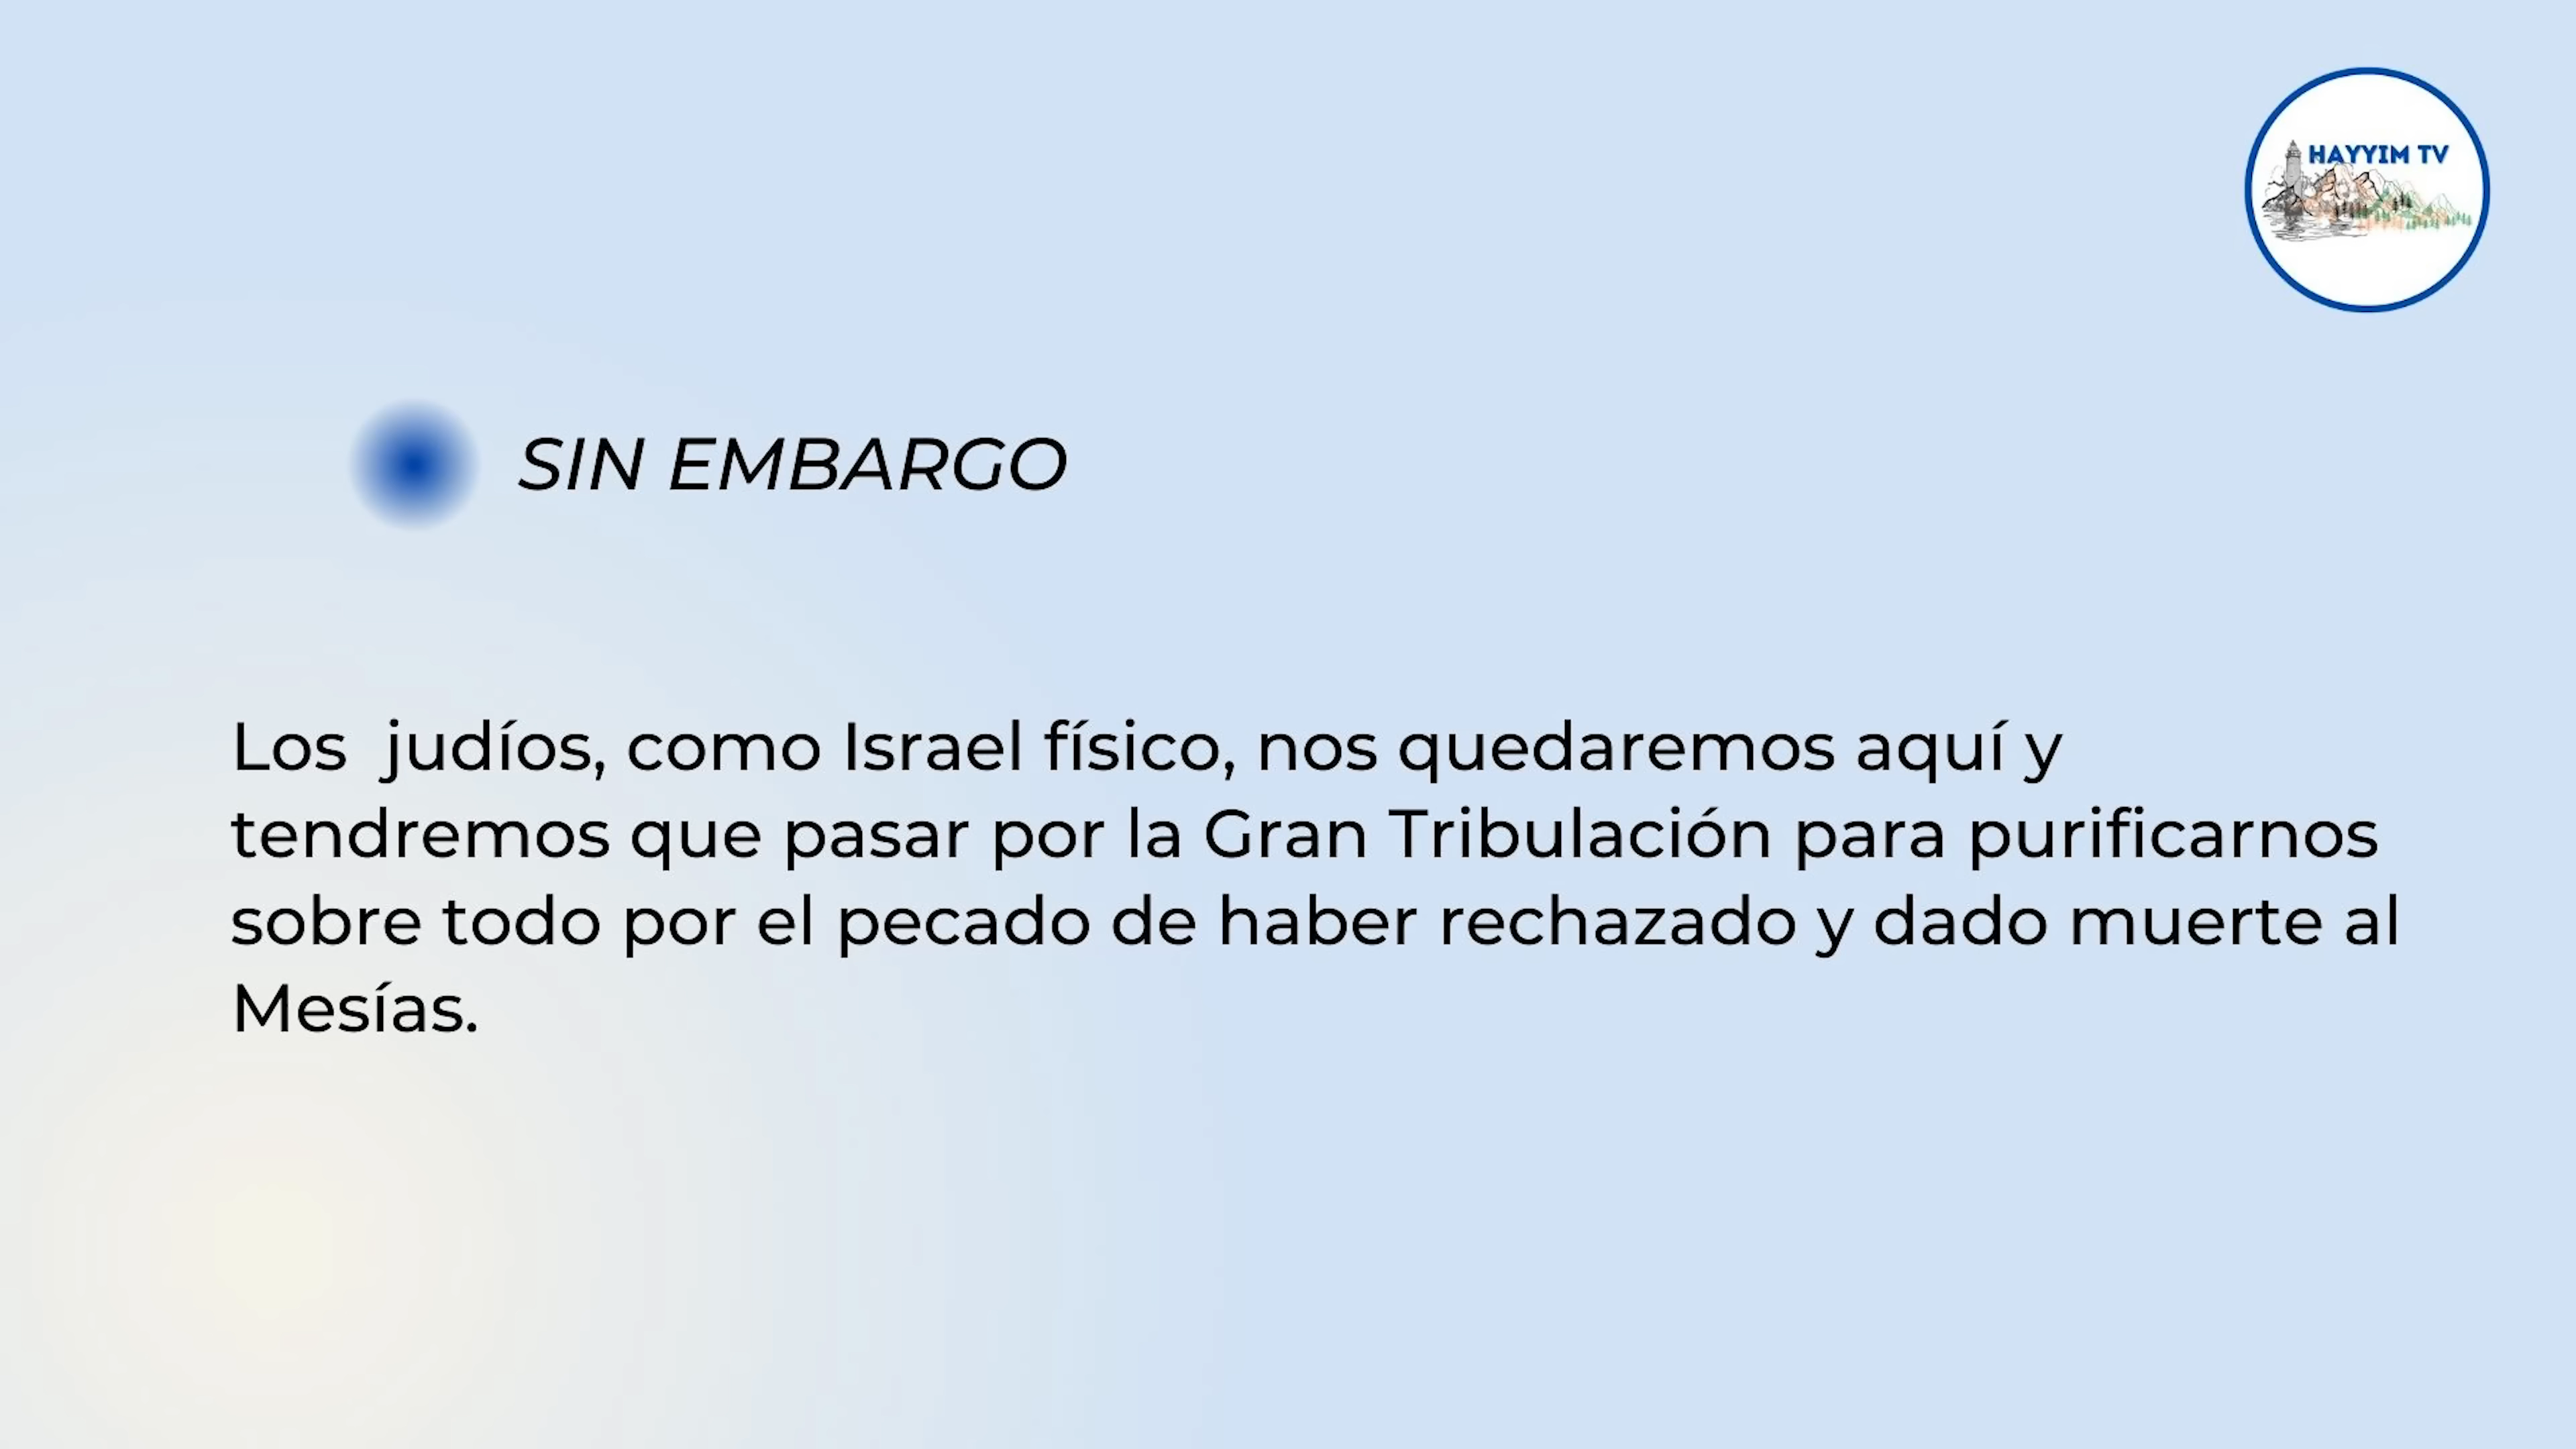 HAYYIM TV
SIN EMBARGO
Los  judíos, como Israel físico, nos quedaremos aquí y
tendremos que pasar por la Gran Tribulación para purificarnos
sobre todo por el pecado de haber rechazado y dado muerte al
Mesías.